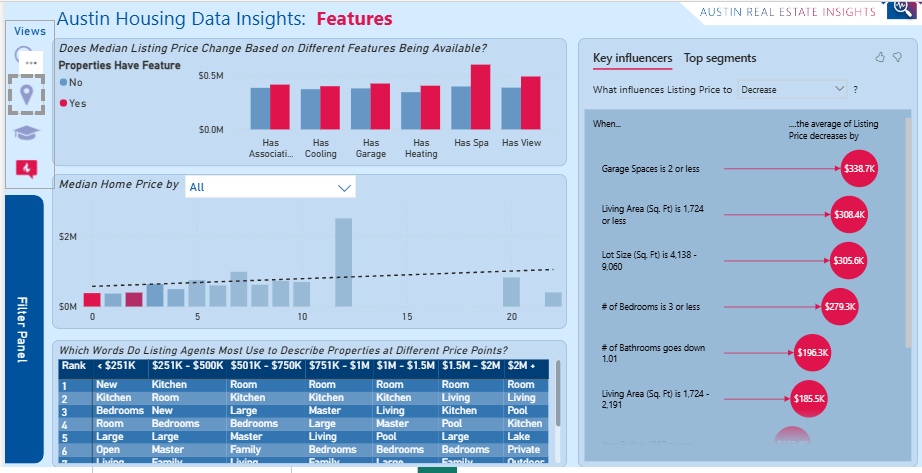 Austin Housing Data Insights: Features
AUSTIN REAL ESTATE INSIGHTS
Views
...
Filter Panel
Does Median Listing Price Change Based on Different Features Being Available?
Properties Have Feature
No
Yes
$0.5M
$0.0M
Has Associati...
Has Cooling
Has Garage
Has Heating
Has Spa
Has View
Median Home Price by All
$2M
$0M
0 5 10 15 20
Which Words Do Listing Agents Most Use to Describe Properties at Different Price Points?
Rank < $251K $251K - $500K $501K - $750K $751K - $1M $1M - $1.5M $1.5M - $2M $2M +
1 New Kitchen Room Room Room Room Room
2 Kitchen Room Kitchen Kitchen Kitchen Living Living
3 Bedrooms New Large Master Living Kitchen Pool
4 Room Bedrooms Bedrooms Large Master Pool Kitchen
5 Large Large Master Living Pool Large Lake
6 Open Master Family Bedrooms Bedrooms Bedrooms Private
7 Living Family Living Family Large Family Outdoor
Key influencers Top segments
What influences Listing Price to Decrease ?
When...
....the average of Listing
Price decreases by
Garage Spaces is 2 or less
$338.7K
Living Area (Sq. Ft) is 1,724
or less
$308.4K
Lot Size (Sq. Ft) is 4,138 -
9,060
$305.6K
# of Bedrooms is 3 or less
$279.3K
# of Bathrooms goes down
1.01
$196.3K
Living Area (Sq. Ft) is 1,724 -
2,191
$185.5K